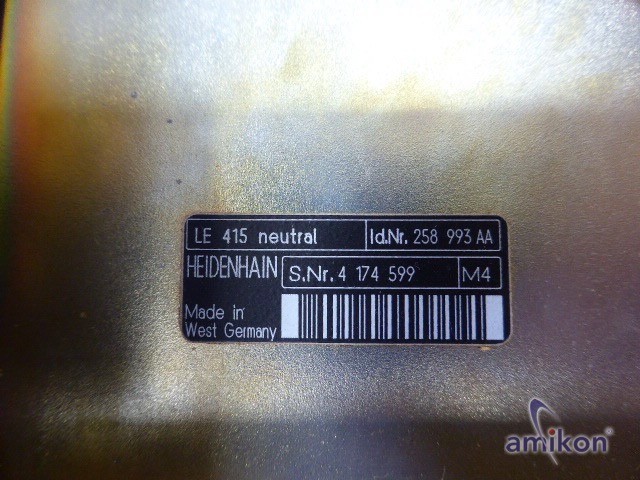 LE 415 neutral Id.Nr. 258 993 AA
HEIDENHAIN S.Nr. 4 174 599 M4
Made in
West Germany
amikon